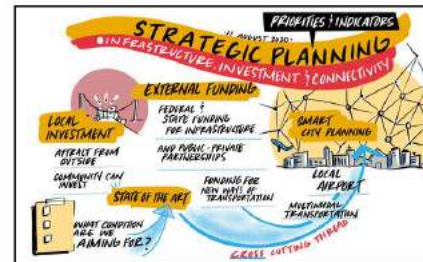 PRIORITIES & INDICATORS
AUGUST 2020
STRATEGIC PLANNING
INFRASTRUCTURE, INVESTMENT & CONNECTIVITY
EXTERNAL FUNDING
FEDERAL &
STATE FUNDING
FOR INFRASTRUCTURE
AND PUBLIC-PRIVATE
PARTNERSHIPS
FUNDING FOR
NEW WAYS OF
TRANSPORTATION
LOCAL
INVESTMENT
ATTRACT FROM
OUTSIDE
COMMUNITY CAN
INVEST
SMART
CITY PLANNING
LOCAL
AIRPORT
MULTIMODAL
TRANSPORTATION
STATE OF THE ART
WHAT CONDITION
ARE WE
AIMING FOR?
CROSS CUTTING THREAD